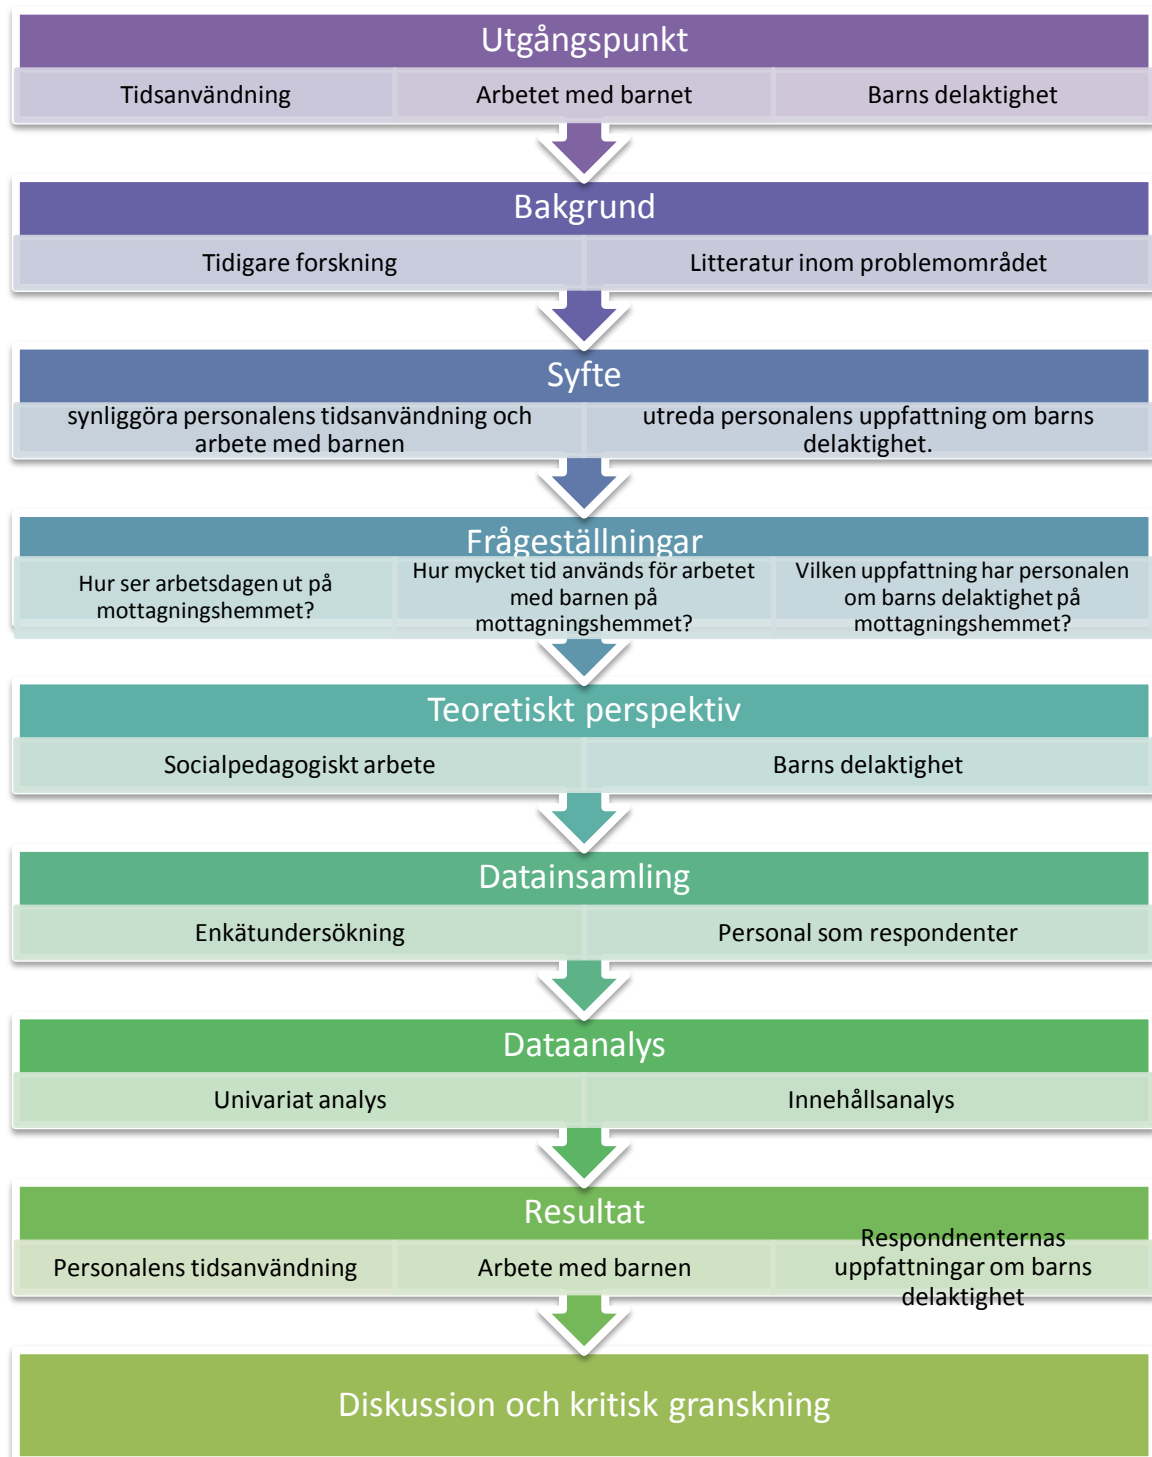 Utgångspunkt
Tidsanvändning
Arbetet med barnet
Barns delaktighet
Bakgrund
Tidigare forskning
Litteratur inom problemområdet
Syfte
synliggöra personalens tidsanvändning och
arbete med barnen
utreda personalens uppfattning om barns
delaktighet.
Frågeställningar
Hur ser arbetsdagen ut på
mottagningshemmet?
Hur mycket tid används för arbetet
med barnen på
mottagningshemmet?
Vilken uppfattning har personalen
om barns delaktighet på
mottagningshemmet?
Teoretiskt perspektiv
Socialpedagogiskt arbete
Barns delaktighet
Datainsamling
Enkätundersökning
Personal som respondenter
Dataanalys
Univariat analys
Innehållsanalys
Resultat
Personalens tidsanvändning
Arbete med barnen
Respondnenternas
uppfattningar om barns
delaktighet
Diskussion och kritisk granskning